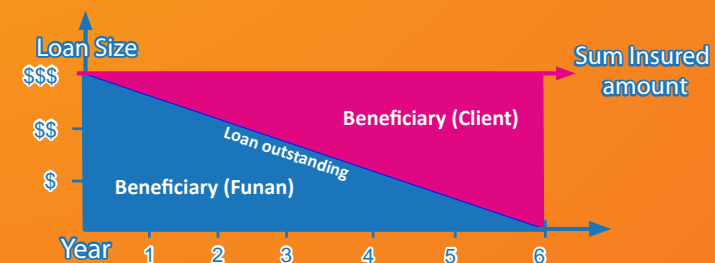 Loan Size
$$$
Sum Insured
amount
Beneficiary (Client)
$$
Loan outstanding
$
Beneficiary (Funan)
Year
1
2
3
4
5
6